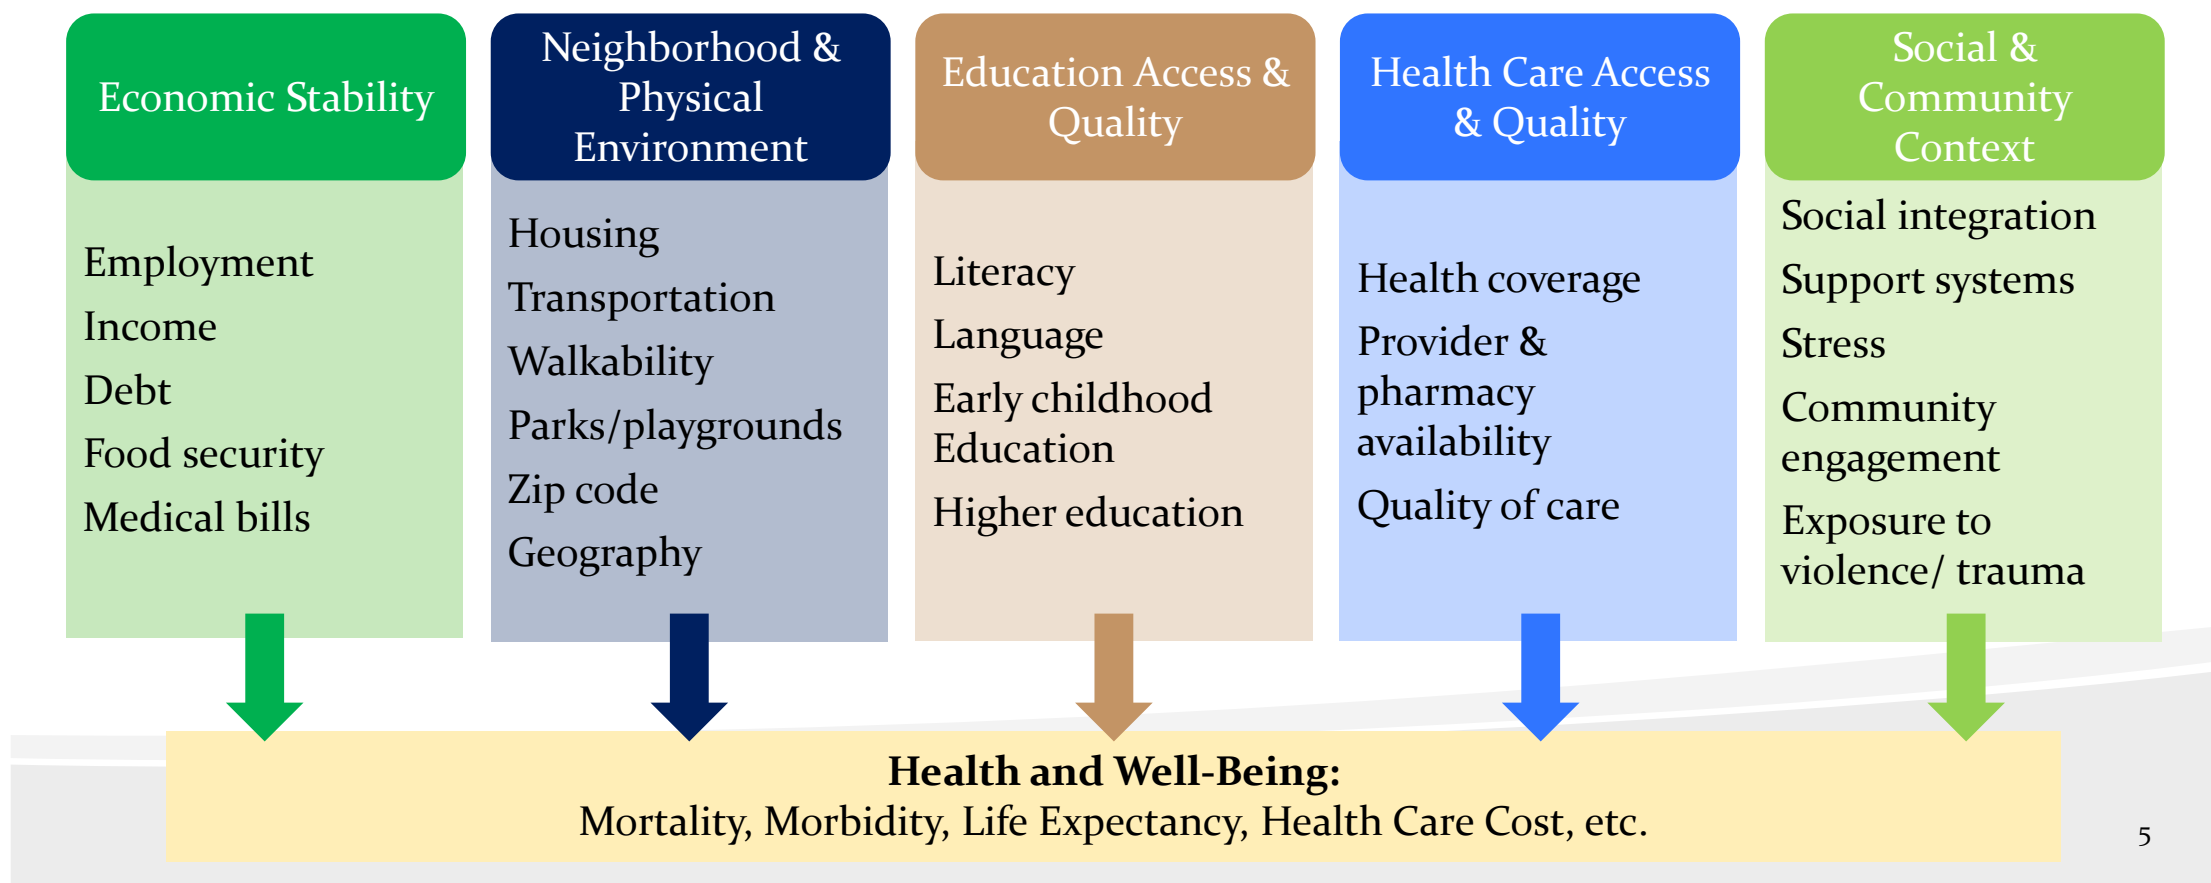 Economic Stability
Employment
Income
Debt
Food security
Medical bills
Neighborhood &
Physical
Environment
Housing
Transportation
Walkability
Parks/playgrounds
Zip code
Geography
Education Access &
Quality
Literacy
Language
Early childhood
Education
Higher education
Health Care Access
& Quality
Health coverage
Provider &
pharmacy
availability
Quality of care
Social &
Community
Context
Social integration
Support systems
Stress
Community
engagement
Exposure to
violence/ trauma
Health and Well-Being:
Mortality, Morbidity, Life Expectancy, Health Care Cost, etc.
5